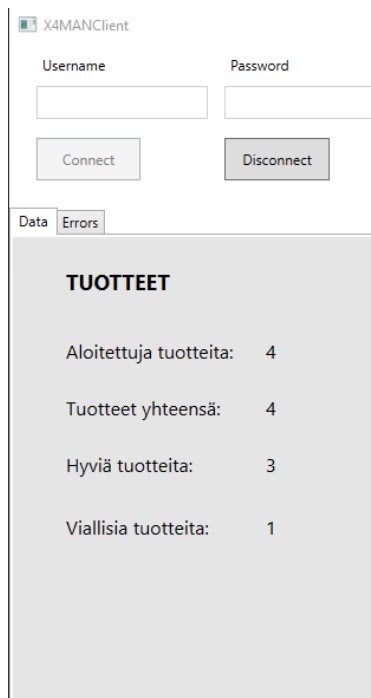 X4MANClient
Username Password
Connect Disconnect
Data Errors
TUOTTEET
Aloitettuja tuotteita: 4
Tuotteet yhteensä: 4
Hyviä tuotteita: 3
Viallisia tuotteita: 1